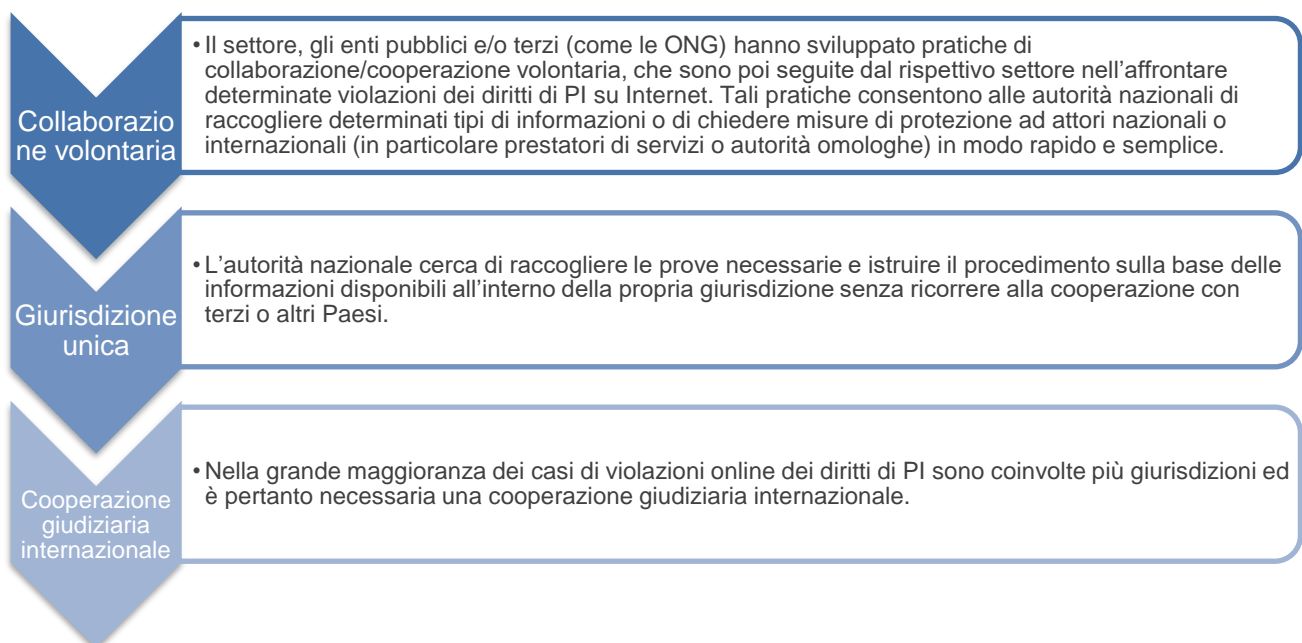 Collaborazio
ne volontaria
• Il settore, gli enti pubblici e/o terzi (come le ONG) hanno sviluppato pratiche di
collaborazione/cooperazione volontaria, che sono poi seguite dal rispettivo settore nell’affrontare
determinate violazioni dei diritti di PI su Internet. Tali pratiche consentono alle autorità nazionali di
raccogliere determinati tipi di informazioni o di chiedere misure di protezione ad attori nazionali o
internazionali (in particolare prestatori di servizi o autorità omologhe) in modo rapido e semplice.
Giurisdizione
unica
• L’autorità nazionale cerca di raccogliere le prove necessarie e istruire il procedimento sulla base delle
informazioni disponibili all’interno della propria giurisdizione senza ricorrere alla cooperazione con
terzi o altri Paesi.
Cooperazione
giudiziaria
internazionale
• Nella grande maggioranza dei casi di violazioni online dei diritti di PI sono coinvolte più giurisdizioni ed
è pertanto necessaria una cooperazione giudiziaria internazionale.